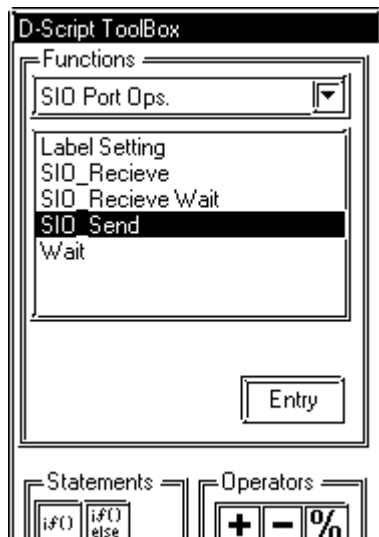 D-Script ToolBox
Functions
SIO Port Ops.
Label Setting
SIO_Recieve
SIO_Recieve Wait
SIO_Send
Wait
Entry
Statements Operators
if() if() else + - %